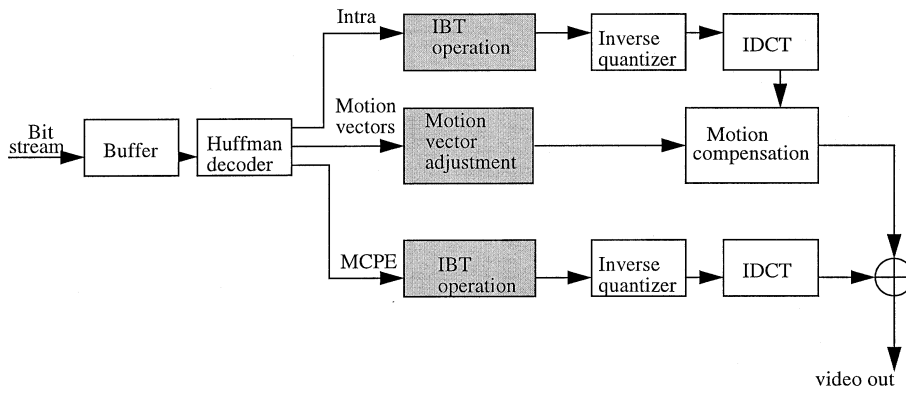 Intra
IBT
operation
Inverse
quantizer
IDCT
Bit
stream
Buffer
Huffman
decoder
Motion
vectors
Motion
vector
adjustment
Motion
compensation
MCPE
IBT
operation
Inverse
quantizer
IDCT
video out